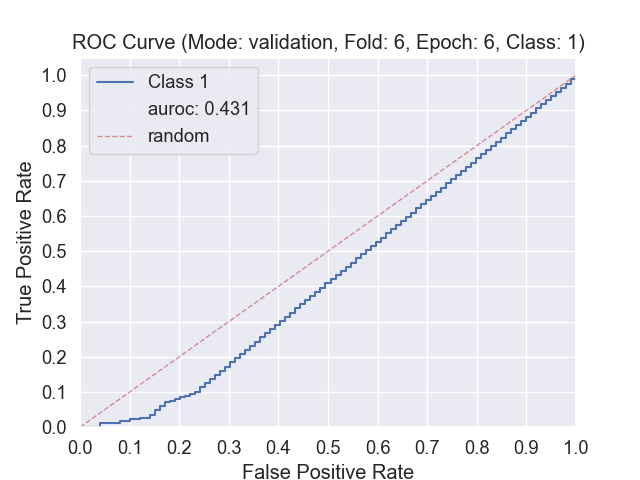 ROC Curve (Mode: validation, Fold: 6, Epoch: 6, Class: 1)
Class 1
auroc: 0.431
random
True Positive Rate
1.0
0.9
0.8
0.7
0.6
0.5
0.4
0.3
0.2
0.1
0.0
0.0 0.1 0.2 0.3 0.4 0.5 0.6 0.7 0.8 0.9 1.0
False Positive Rate